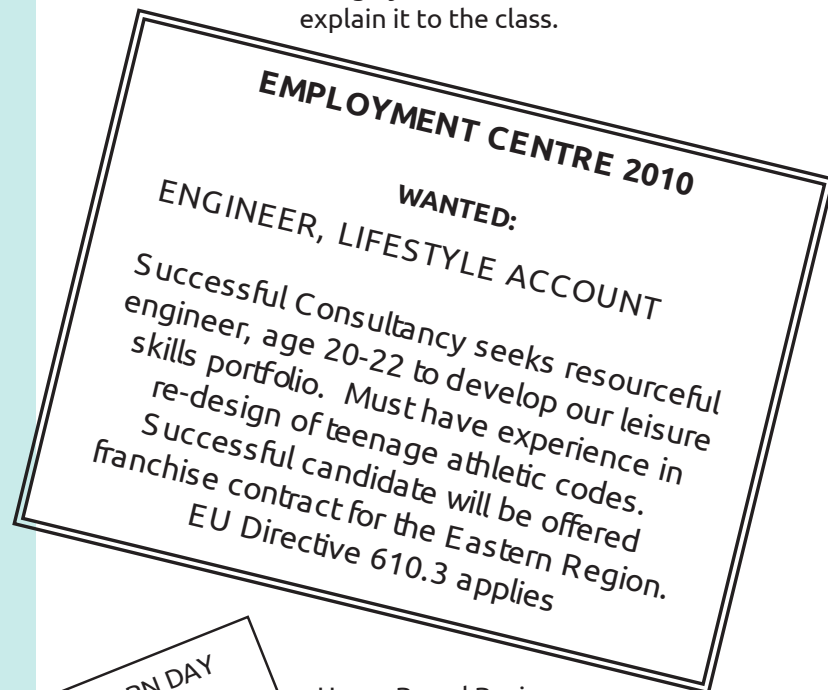 explain it to the class.
EMPLOYMENT CENTRE 2010
WANTED:
ENGINEER, LIFESTYLE ACCOUNT
Successful Consultancy seeks resourceful
engineer, age 20-22 to develop our leisure
skills portfolio. Must have experience in
re-design of teenage athletic codes.
Successful candidate will be offered
franchise contract for the Eastern Region.
EU Directive 610.3 applies
DAY